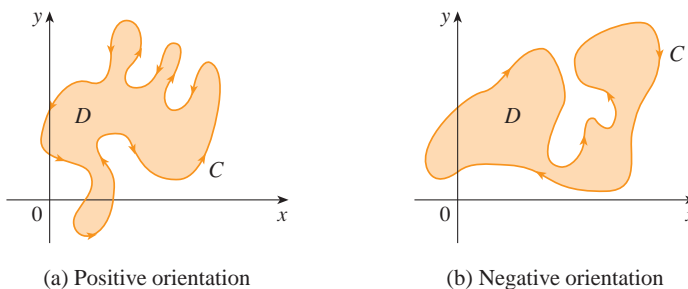 y
D
C
0
x
(a) Positive orientation
y
C
D
0
x
(b) Negative orientation